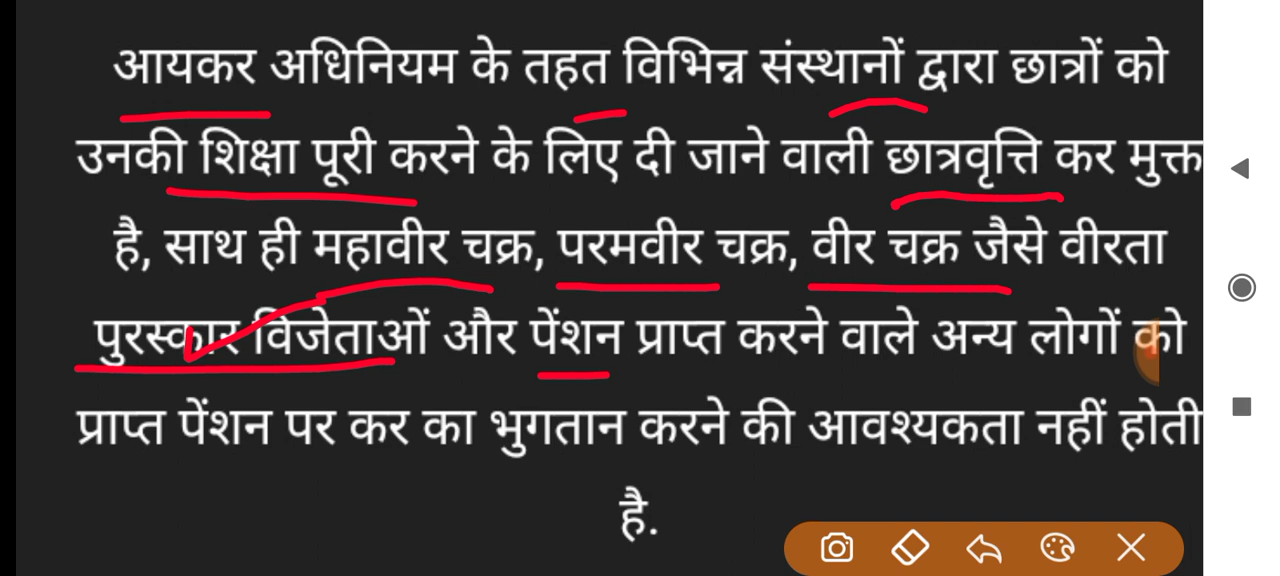 आयकर अधिनियम के तहत विभिन्न संस्थानों द्वारा छात्रों को
उनकी शिक्षा पूरी करने के लिए दी जाने वाली छात्रवृत्ति कर मुक्त
है, साथ ही महावीर चक्र, परमवीर चक्र, वीर चक्र जैसे वीरता
पुरस्कार विजेताओं और पेंशन प्राप्त करने वाले अन्य लोगों को
प्राप्त पेंशन पर कर का भुगतान करने की आवश्यकता नहीं होती
है.